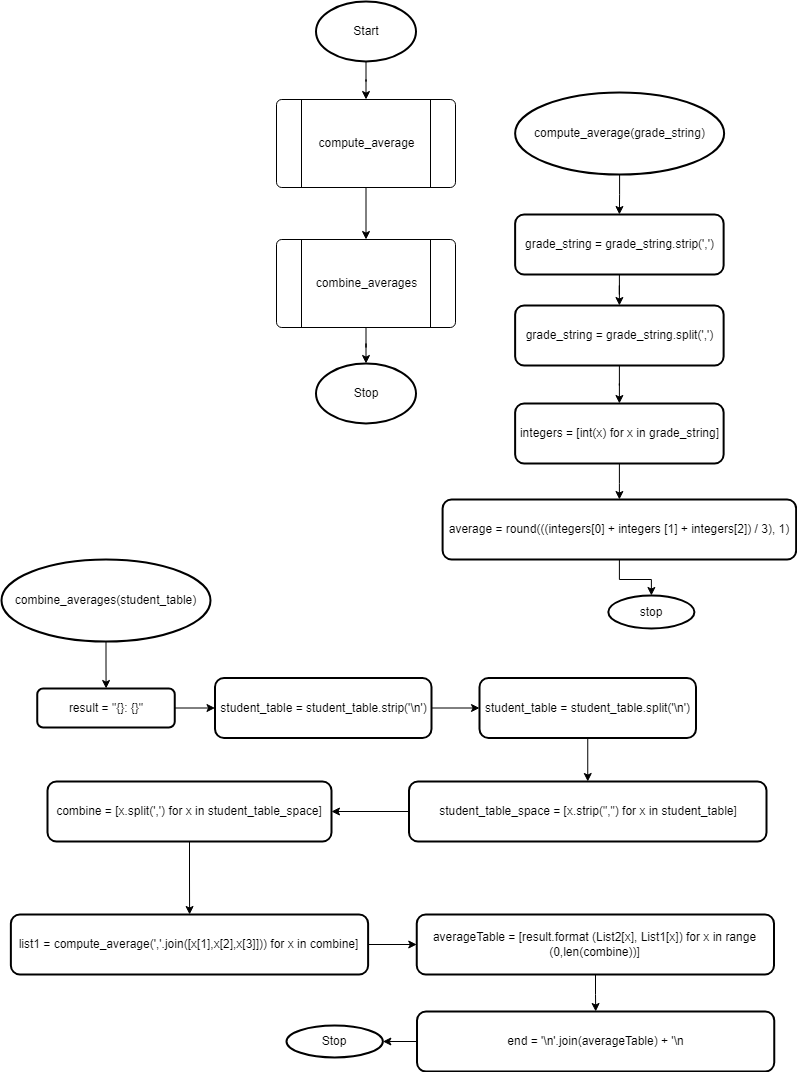 Start
compute_average
combine_averages
Stop
compute_average(grade_string)
grade_string = grade_string.strip(',')
grade_string = grade_string.split(',')
integers = [int(x) for x in grade_string]
average = round(((integers[0] + integers [1] + integers[2]) / 3), 1)
stop
combine_averages(student_table)
result = "{}: {}"
student_table = student_table.strip('\n')
student_table = student_table.split('\n')
student_table_space = [x.strip('','') for x in student_table]
combine = [x.split(',') for x in student_table_space]
list1 = compute_average(','.join([x[1],x[2],x[3]])) for x in combine]
averageTable = [result.format (List2[x], List1[x]) for x in range
(0,len(combine))]
end = '\n'.join(averageTable) + '\n
Stop